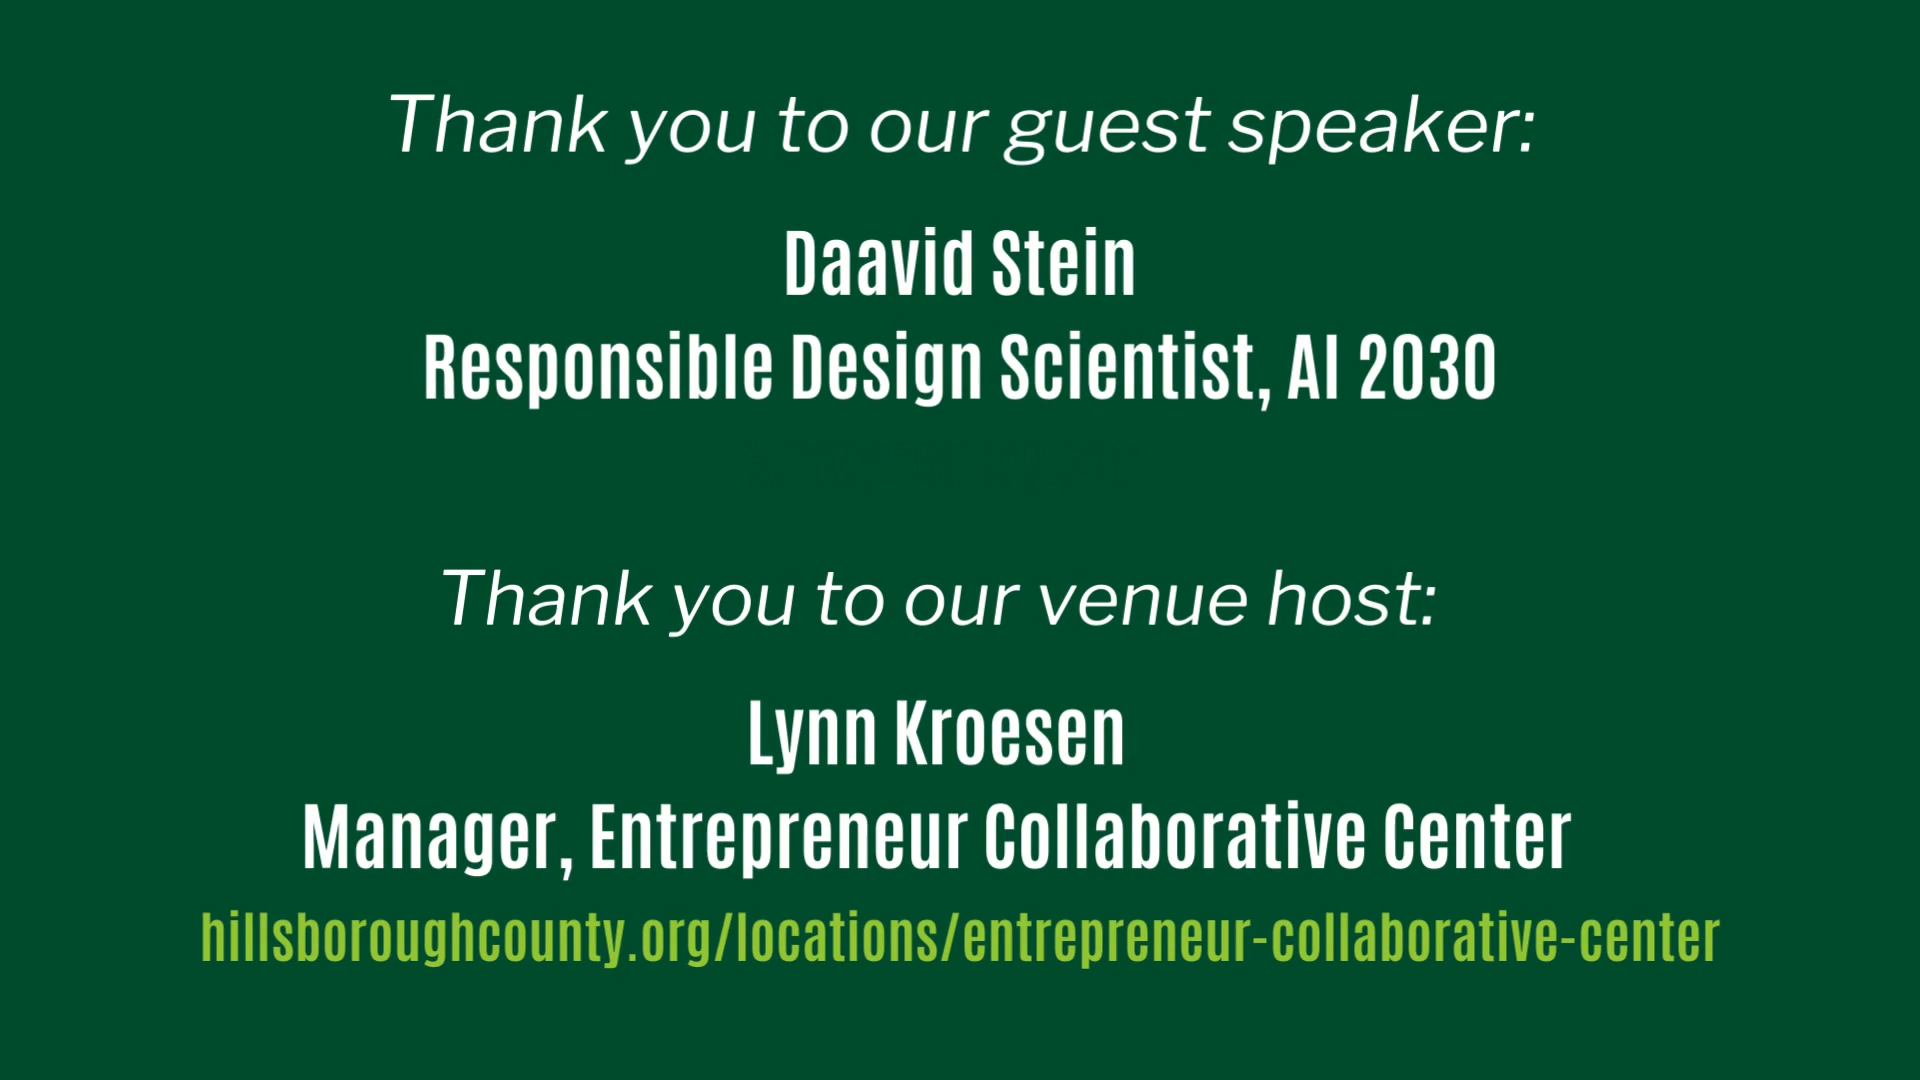 Thank you to our guest speaker:
Daavid Stein
Responsible Design Scientist, AI 2030
Thank you to our venue host:
Lynn Kroesen
Manager, Entrepreneur Collaborative Center
hillsboroughcounty.org/locations/entrepreneur-collaborative-center